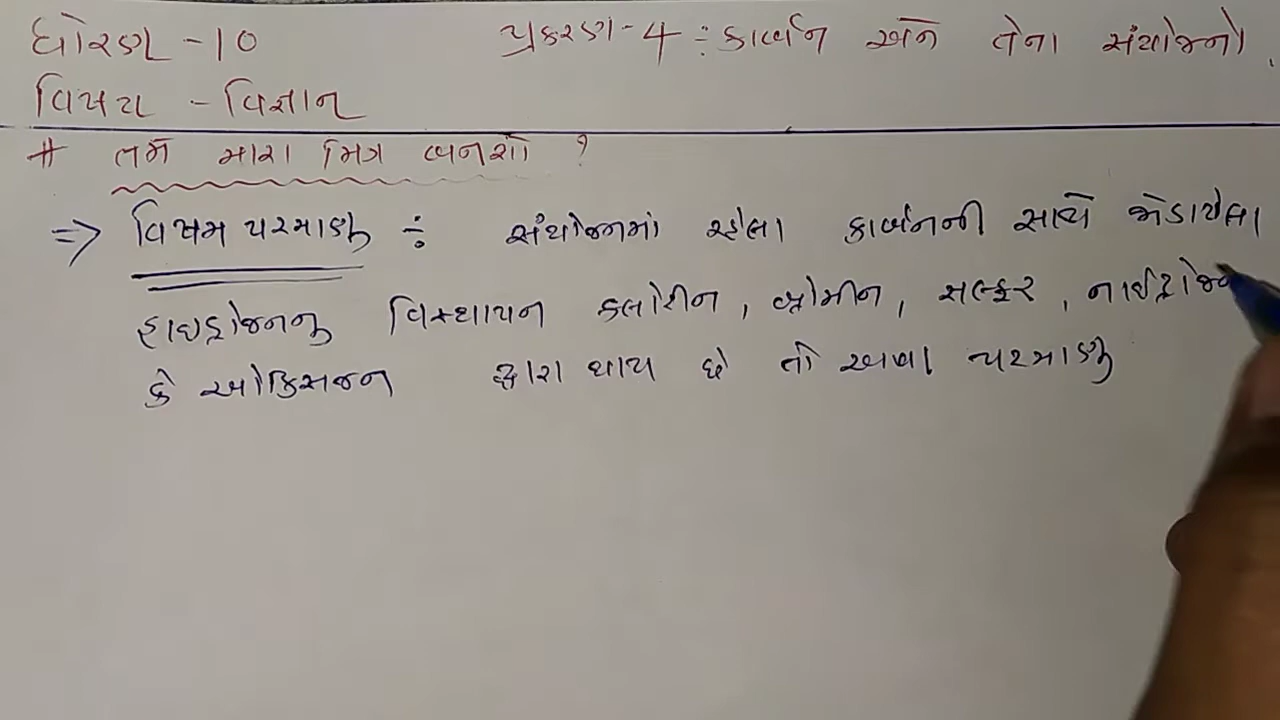 ધોરણ - 10
પ્રકરણ - 4 ÷ કાર્બન અને તેના સંયોજનો.
વિષય - વિજ્ઞાન
# તમે મારા મિત્ર બનશો ?
⇒ વિષમ પરમાણુ ÷ સંયોજનમાં રહેલા કાર્બનની સાથે જોડાયેલા
હાઇડ્રોજનનુ વિસ્થાપન ક્લોરીન, બ્રોમીન, સલ્ફર, નાઈટ્રોજન
કે ઓક્સિજન દ્વારા થાય છે તો આવા પરમાણુ